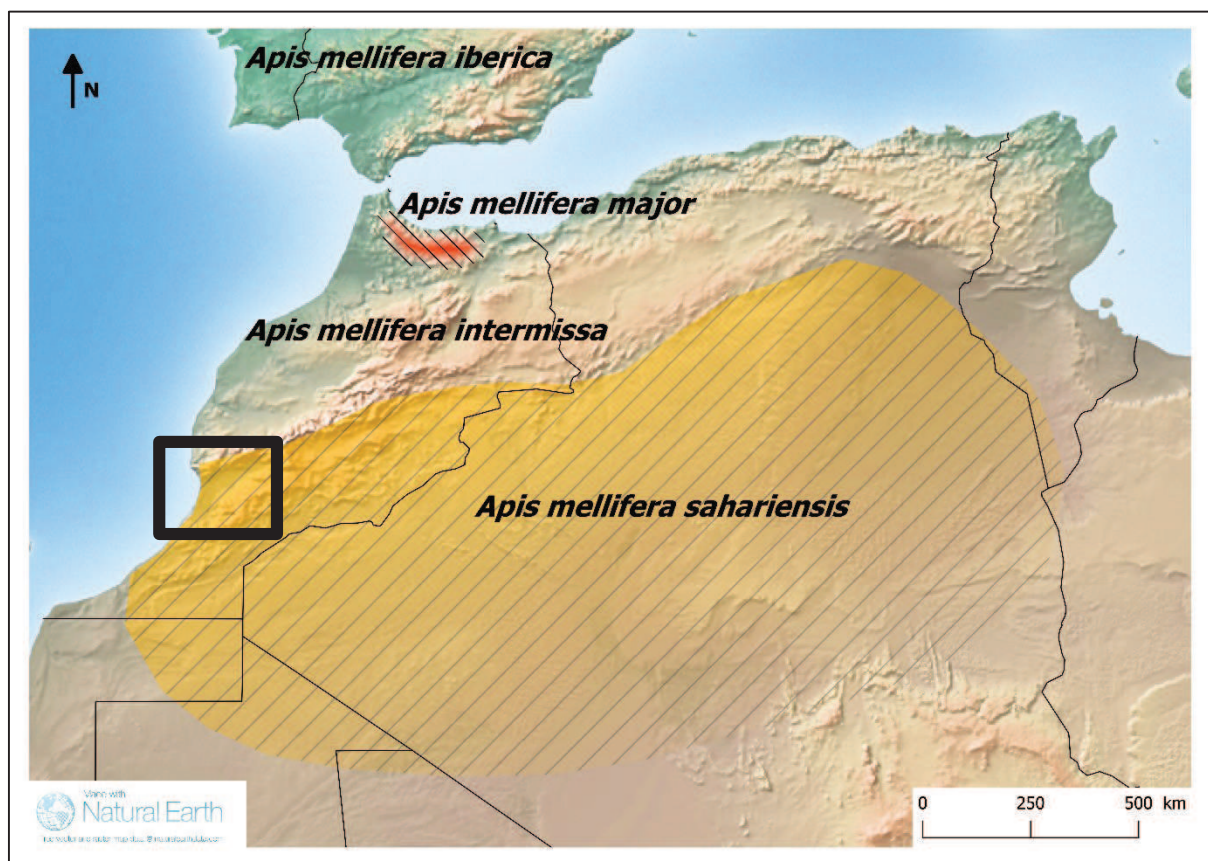 Apis mellifera iberica
N
Apis mellifera major
Apis mellifera intermissa
Apis mellifera sahariensis
Made with
Natural Earth
0 250 500 km